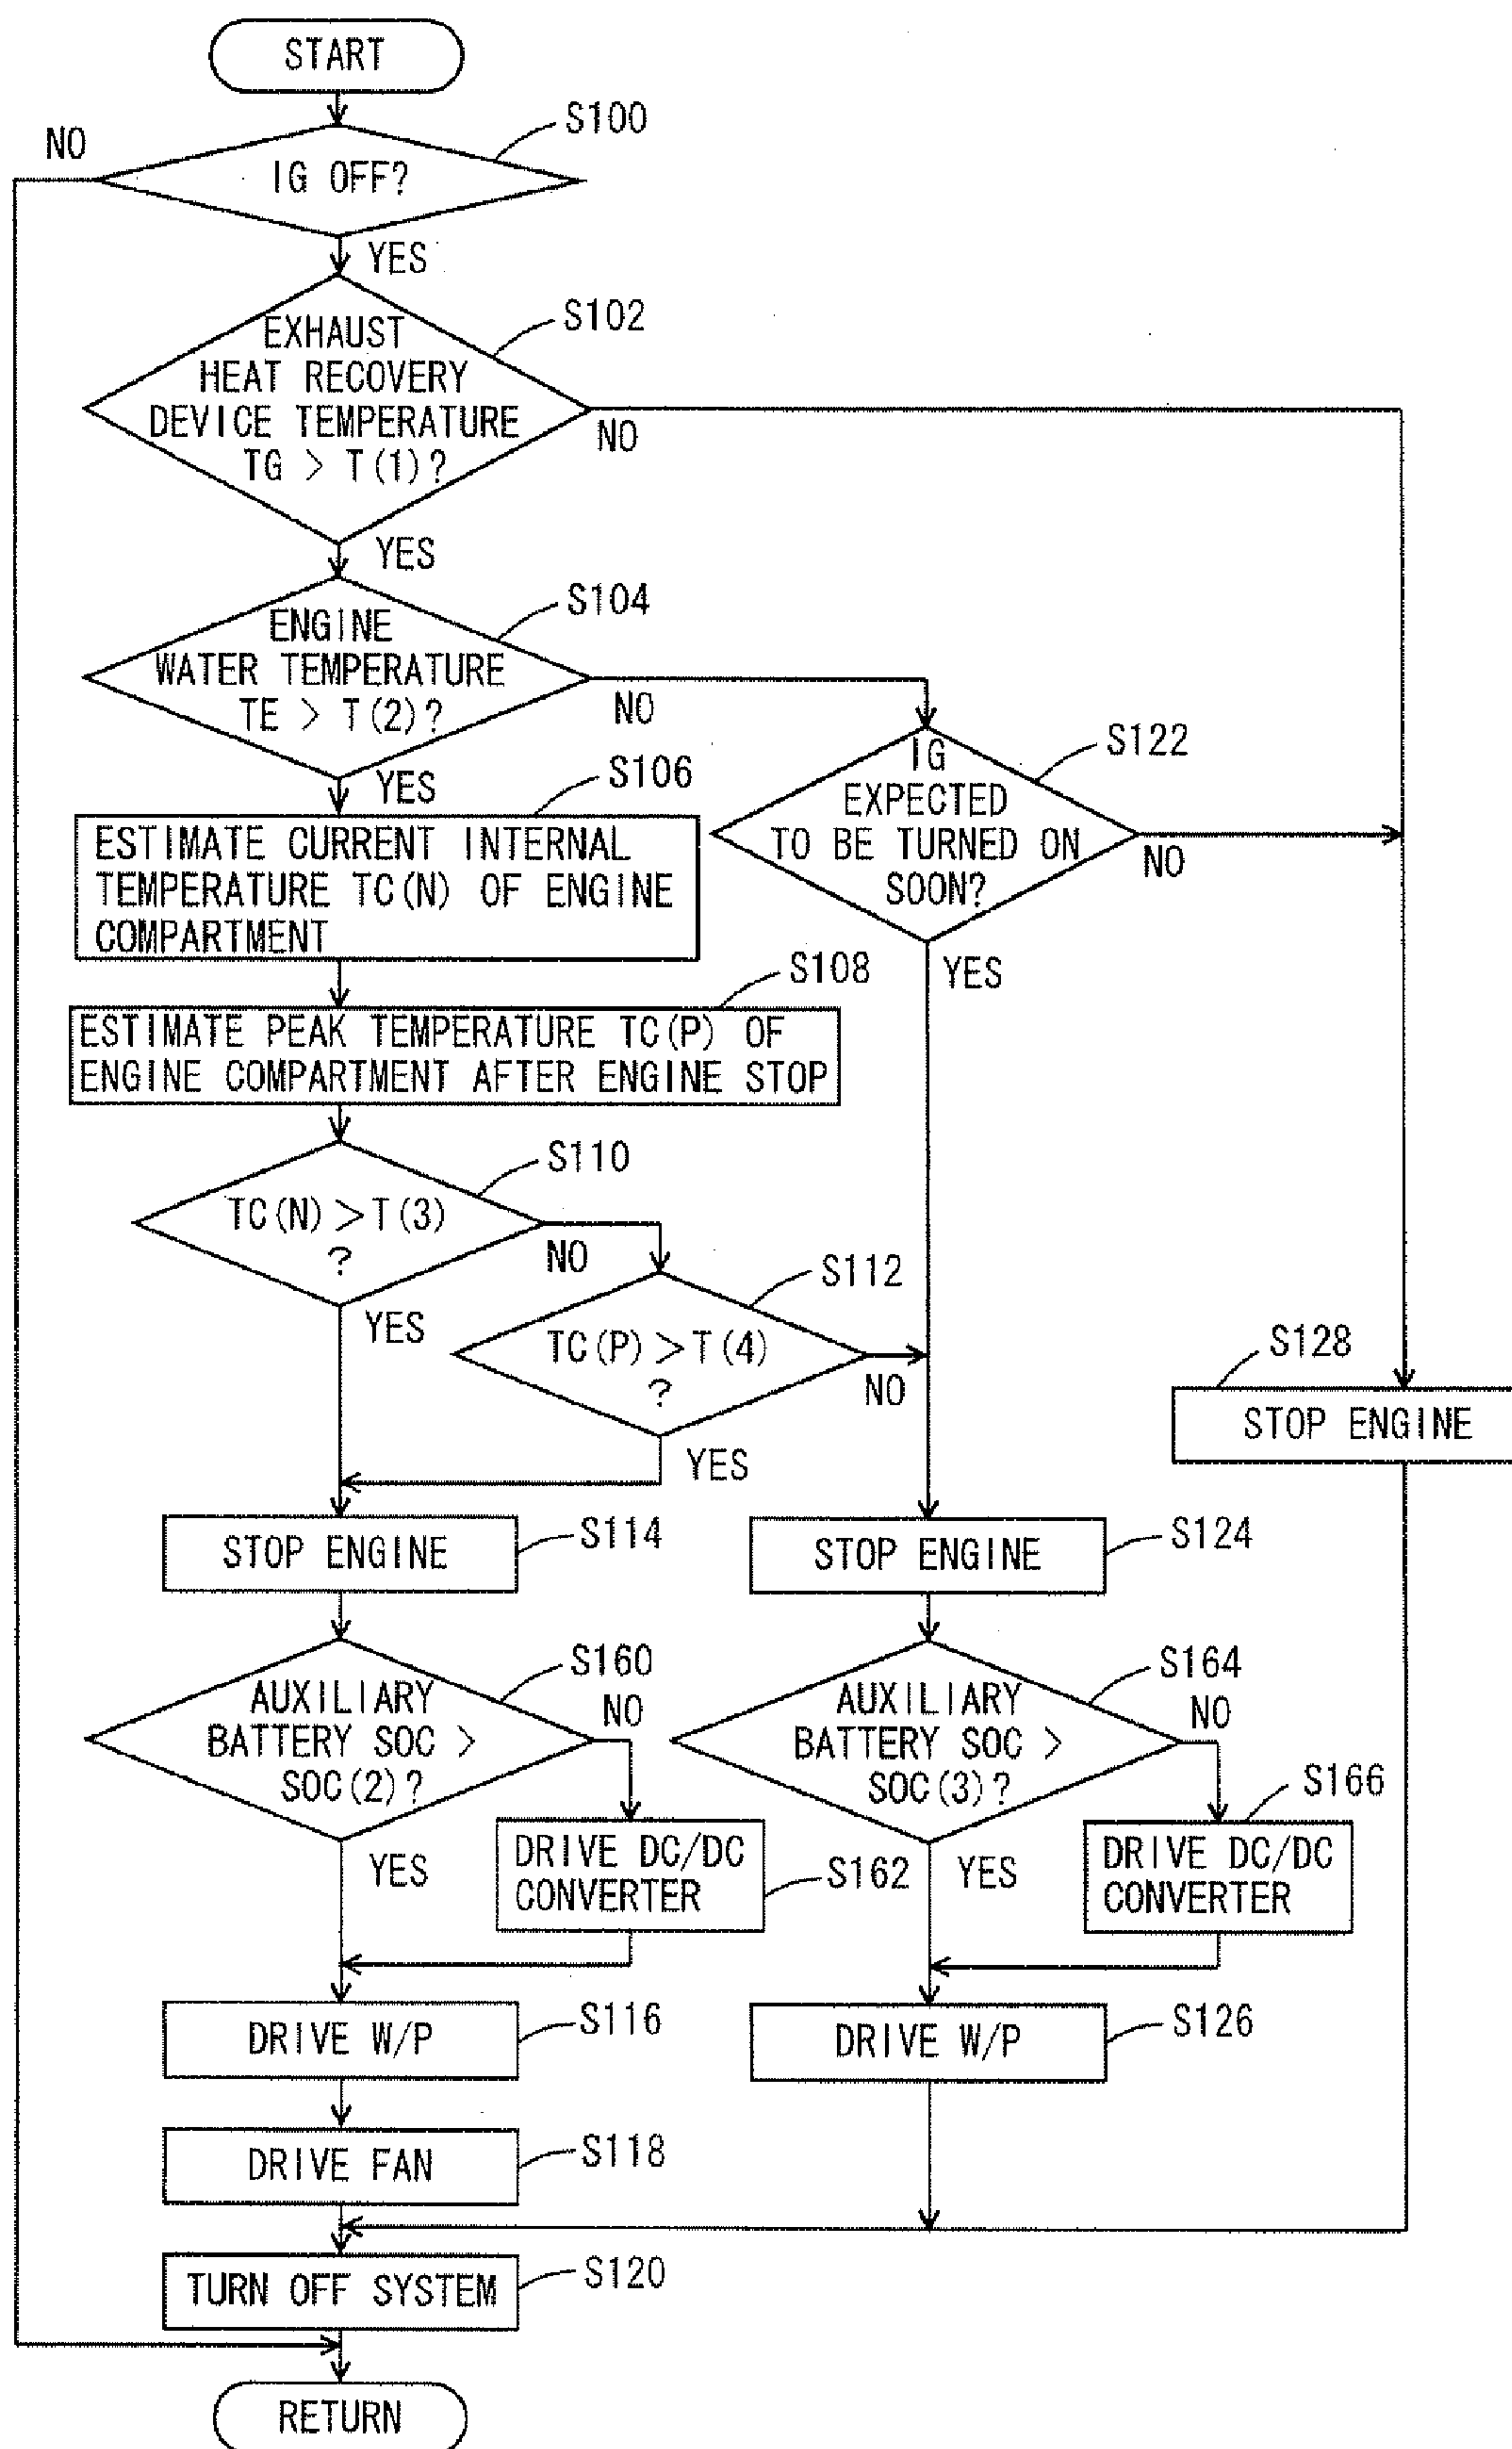 START
S100
NO
IG OFF?
YES
S102
EXHAUST
HEAT RECOVERY
DEVICE TEMPERATURE
TG > T(1)?
NO
YES
S104
ENGINE
WATER TEMPERATURE
TE > T(2)?
NO
YES
S122
IG
EXPECTED
TO BE TURNED ON
SOON?
NO
YES
S106
ESTIMATE CURRENT INTERNAL
TEMPERATURE TC(N) OF ENGINE
COMPARTMENT
S108
ESTIMATE PEAK TEMPERATURE TC(P) OF
ENGINE COMPARTMENT AFTER ENGINE STOP
S110
TC(N) > T(3)
?
NO
YES
S112
TC(P) > T(4)
?
NO
YES
S128
STOP ENGINE
STOP ENGINE
S114
STOP ENGINE
S124
S160
AUXILIARY
BATTERY SOC >
SOC(2)?
NO
YES
DRIVE DC/DC
CONVERTER
S162
S164
AUXILIARY
BATTERY SOC >
SOC(3)?
NO
YES
S166
DRIVE DC/DC
CONVERTER
DRIVE W/P
S116
DRIVE W/P
S126
DRIVE FAN
S118
TURN OFF SYSTEM
S120
RETURN